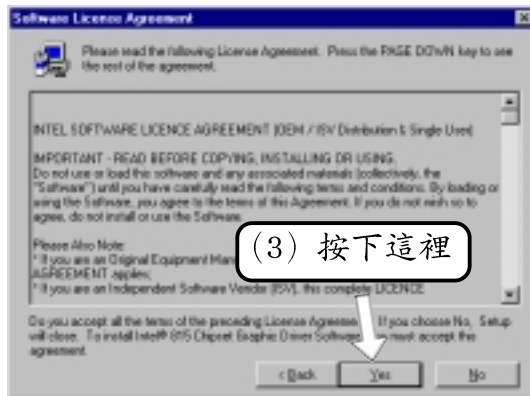 Software License Agreement
Please read the following License Agreement. Press the PAGE DOWN key to see
the rest of the agreement.
INTEL SOFTWARE LICENCE AGREEMENT (OEM / ISV Distribution & Single User)
IMPORTANT - READ BEFORE COPYING, INSTALLING OR USING.
Do not use or load this software and any associated materials (collectively, the
"Software") until you have carefully read the following terms and conditions. By loading or
using the Software, you agree to the terms of this Agreement. If you do not wish to so
agree, do not install or use the Software.
Please Also Note:
* If you are an Original Equipment Man
AGREEMENT applies;
* If you are an Independent Software Vendor (ISV), this complete LICENCE
(3) 按下這裡
Do you accept all the terms of the preceding License Agreeme If you choose No, Setup
will close. To install Intel® 815 Chipset Graphic Driver Software must accept this
agreement.
< Back
Yes
No